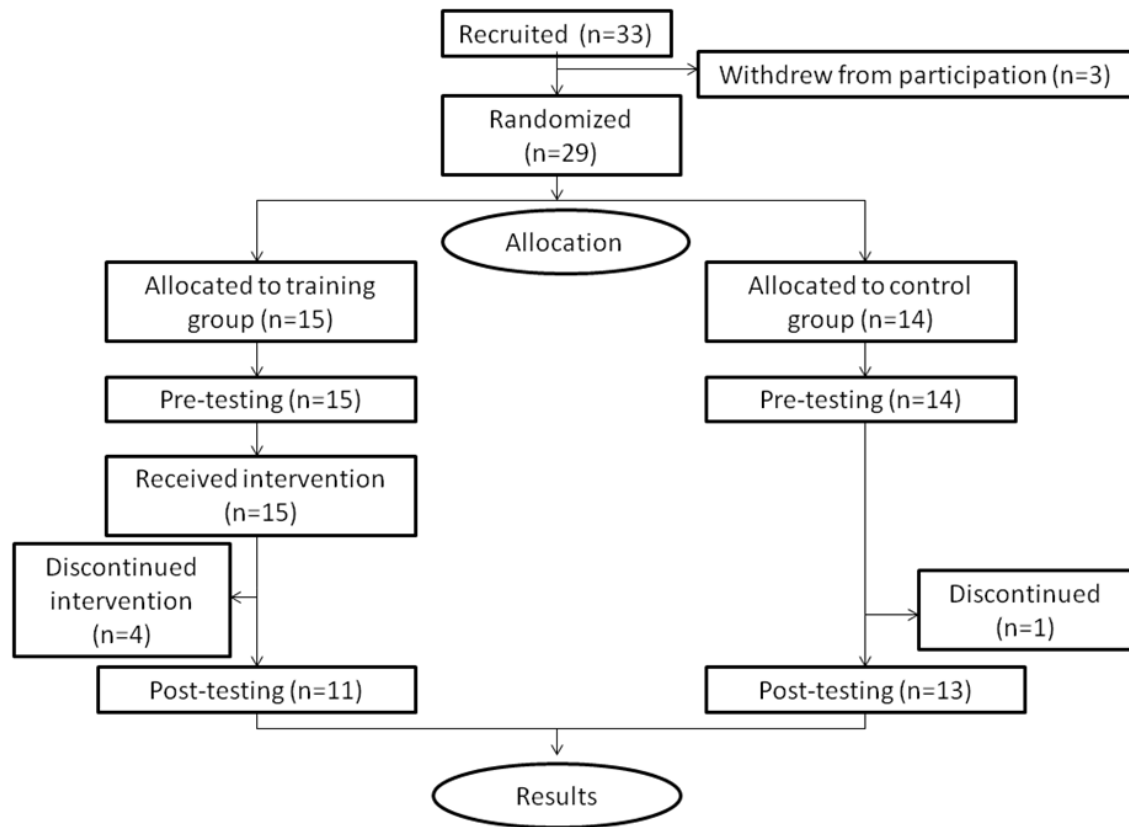 Recruited (n=33)
Withdrew from participation (n=3)
Randomized
(n=29)
Allocation
Allocated to training
group (n=15)
Allocated to control
group (n=14)
Pre-testing (n=15)
Pre-testing (n=14)
Received intervention
(n=15)
Discontinued
intervention
(n=4)
Discontinued
(n=1)
Post-testing (n=11)
Post-testing (n=13)
Results